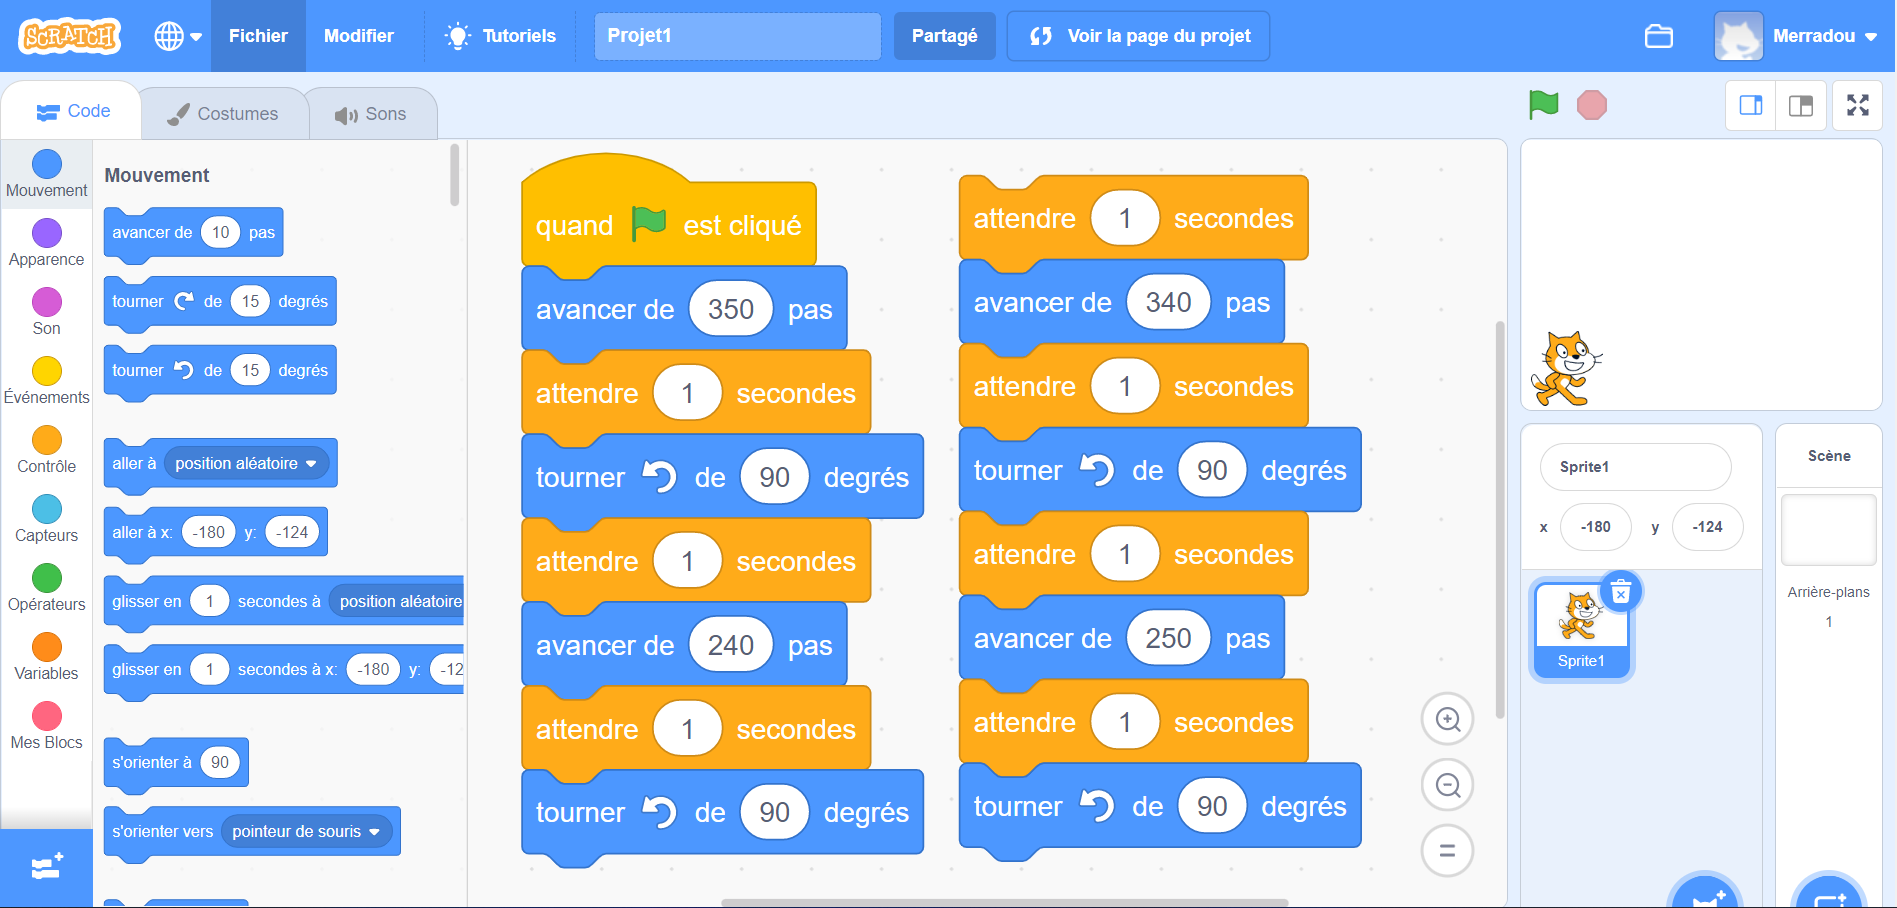 SCRATCH
Fichier
Modifier
Tutoriels
Projet1
Partagé
Voir la page du projet
Merradou
Code
Costumes
Sons
Mouvement
Apparence
Son
Événements
Contrôle
Capteurs
Opérateurs
Variables
Mes Blocs
Mouvement
avancer de 10 pas
tourner de 15 degrés
tourner de 15 degrés
aller à position aléatoire
aller à x: -180 y: -124
glisser en 1 secondes à position aléatoire
glisser en 1 secondes à x: -180 y: -12
s'orienter à 90
s'orienter vers pointeur de souris
quand est cliqué
avancer de 350 pas
attendre 1 secondes
tourner de 90 degrés
attendre 1 secondes
avancer de 240 pas
attendre 1 secondes
tourner de 90 degrés
attendre 1 secondes
avancer de 340 pas
attendre 1 secondes
tourner de 90 degrés
attendre 1 secondes
avancer de 250 pas
attendre 1 secondes
tourner de 90 degrés
Sprite1
x -180 y -124
Sprite1
Scène
Arrière-plans
1